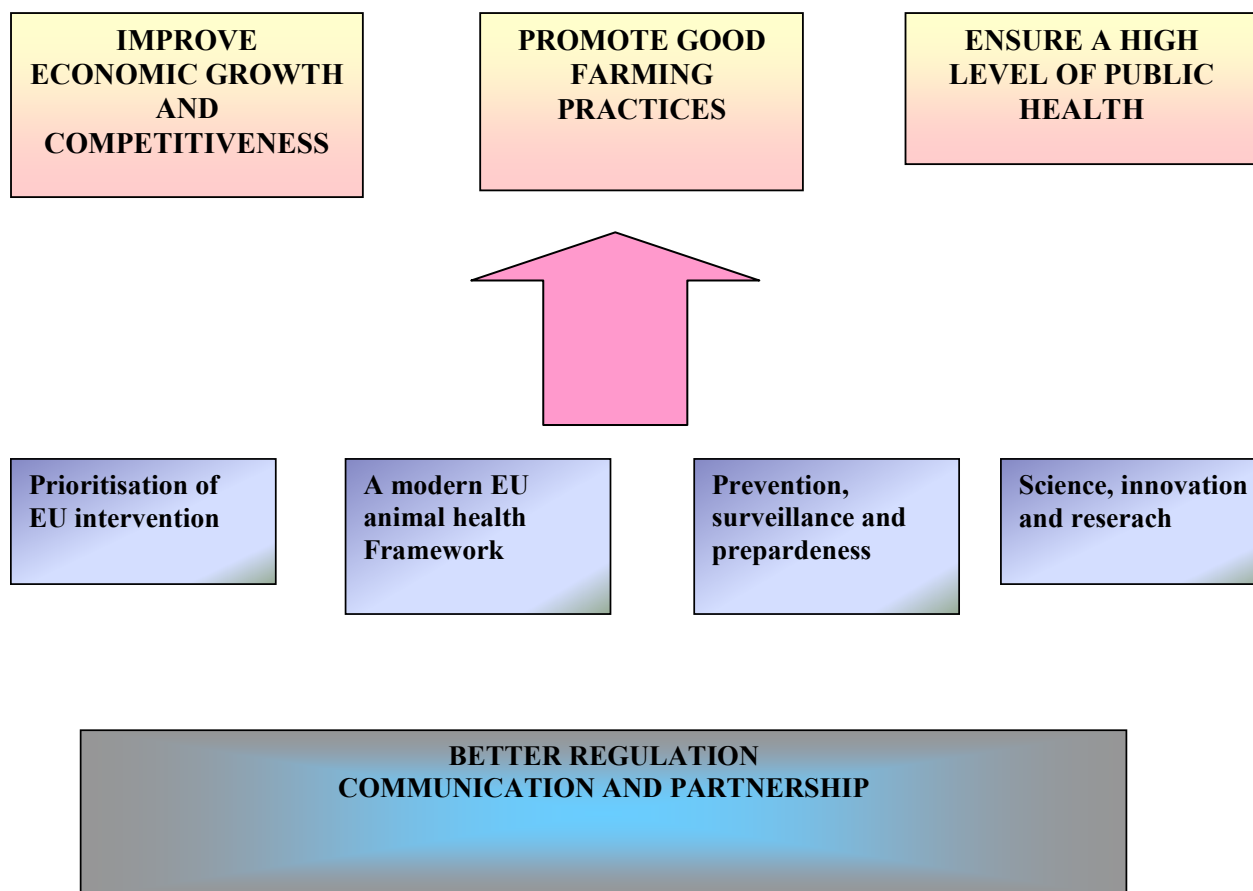 IMPROVE
ECONOMIC GROWTH
AND
COMPETITIVENESS
PROMOTE GOOD
FARMING
PRACTICES
ENSURE A HIGH
LEVEL OF PUBLIC
HEALTH
Prioritisation of
EU intervention
A modern EU
animal health
Framework
Prevention,
surveillance and
prepardeness
Science, innovation
and reserach
BETTER REGULATION
COMMUNICATION AND PARTNERSHIP